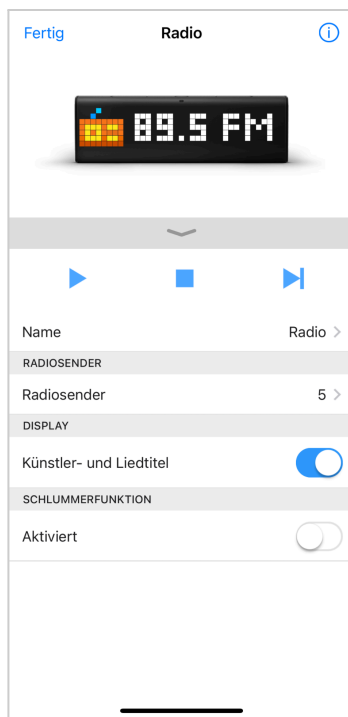 Fertig Radio
89.5 FM
Name Radio
RADIOSENDER
Radiosender 5
DISPLAY
Künstler- und Liedtitel
SCHLUMMERFUNKTION
Aktiviert